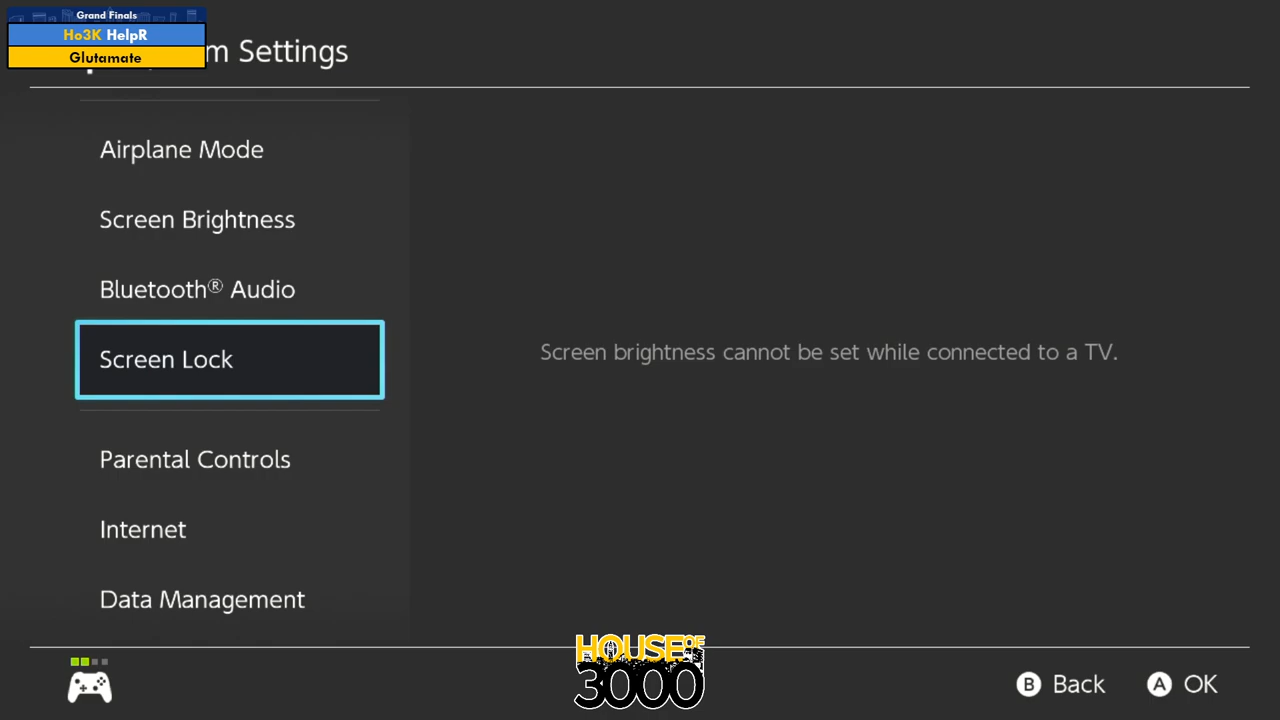 Grand Finals
Ho3K HelpR
Glutamate
m Settings
Airplane Mode
Screen Brightness
Bluetooth® Audio
Screen Lock
Screen brightness cannot be set while connected to a TV.
Parental Controls
Internet
Data Management
HOUSE OF
3000
B Back
A OK